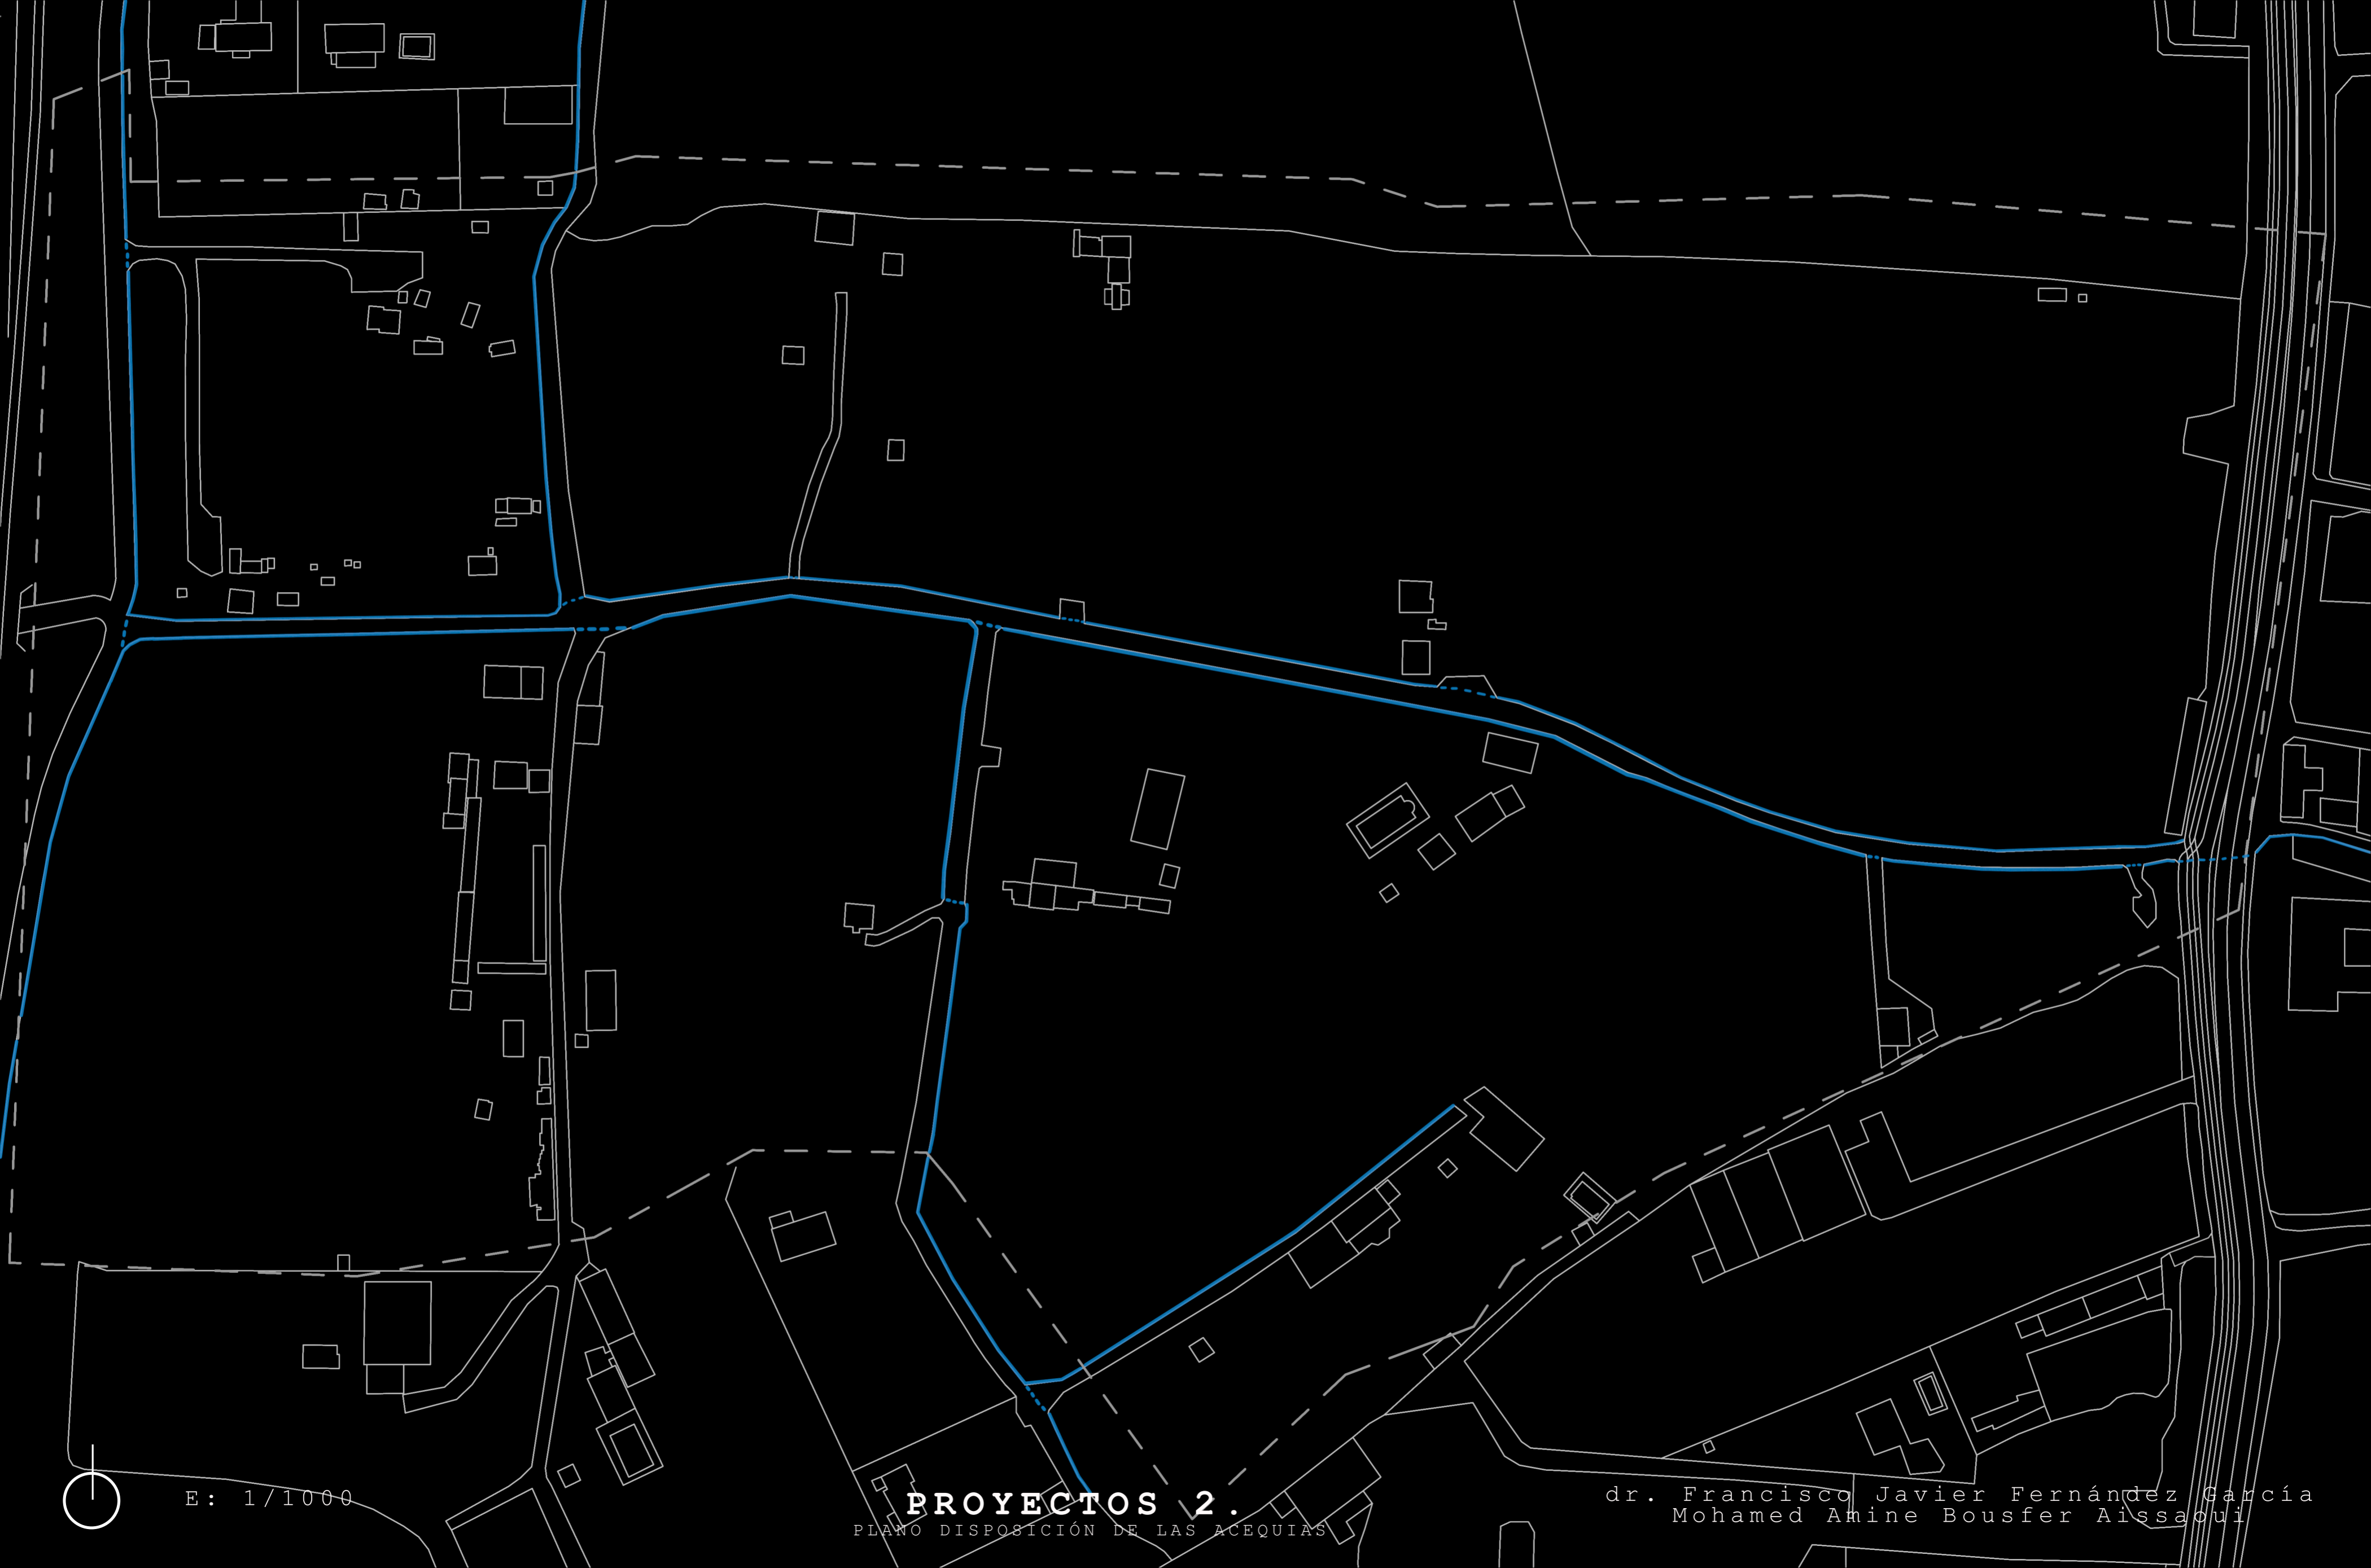 E: 1/1000
PROYECTOS 2.
PLANO DISPOSICIÓN DE LAS ACEQUIAS
dr. Francisco Javier Fernández García
Mohamed Amine Bousfer Aissaoui